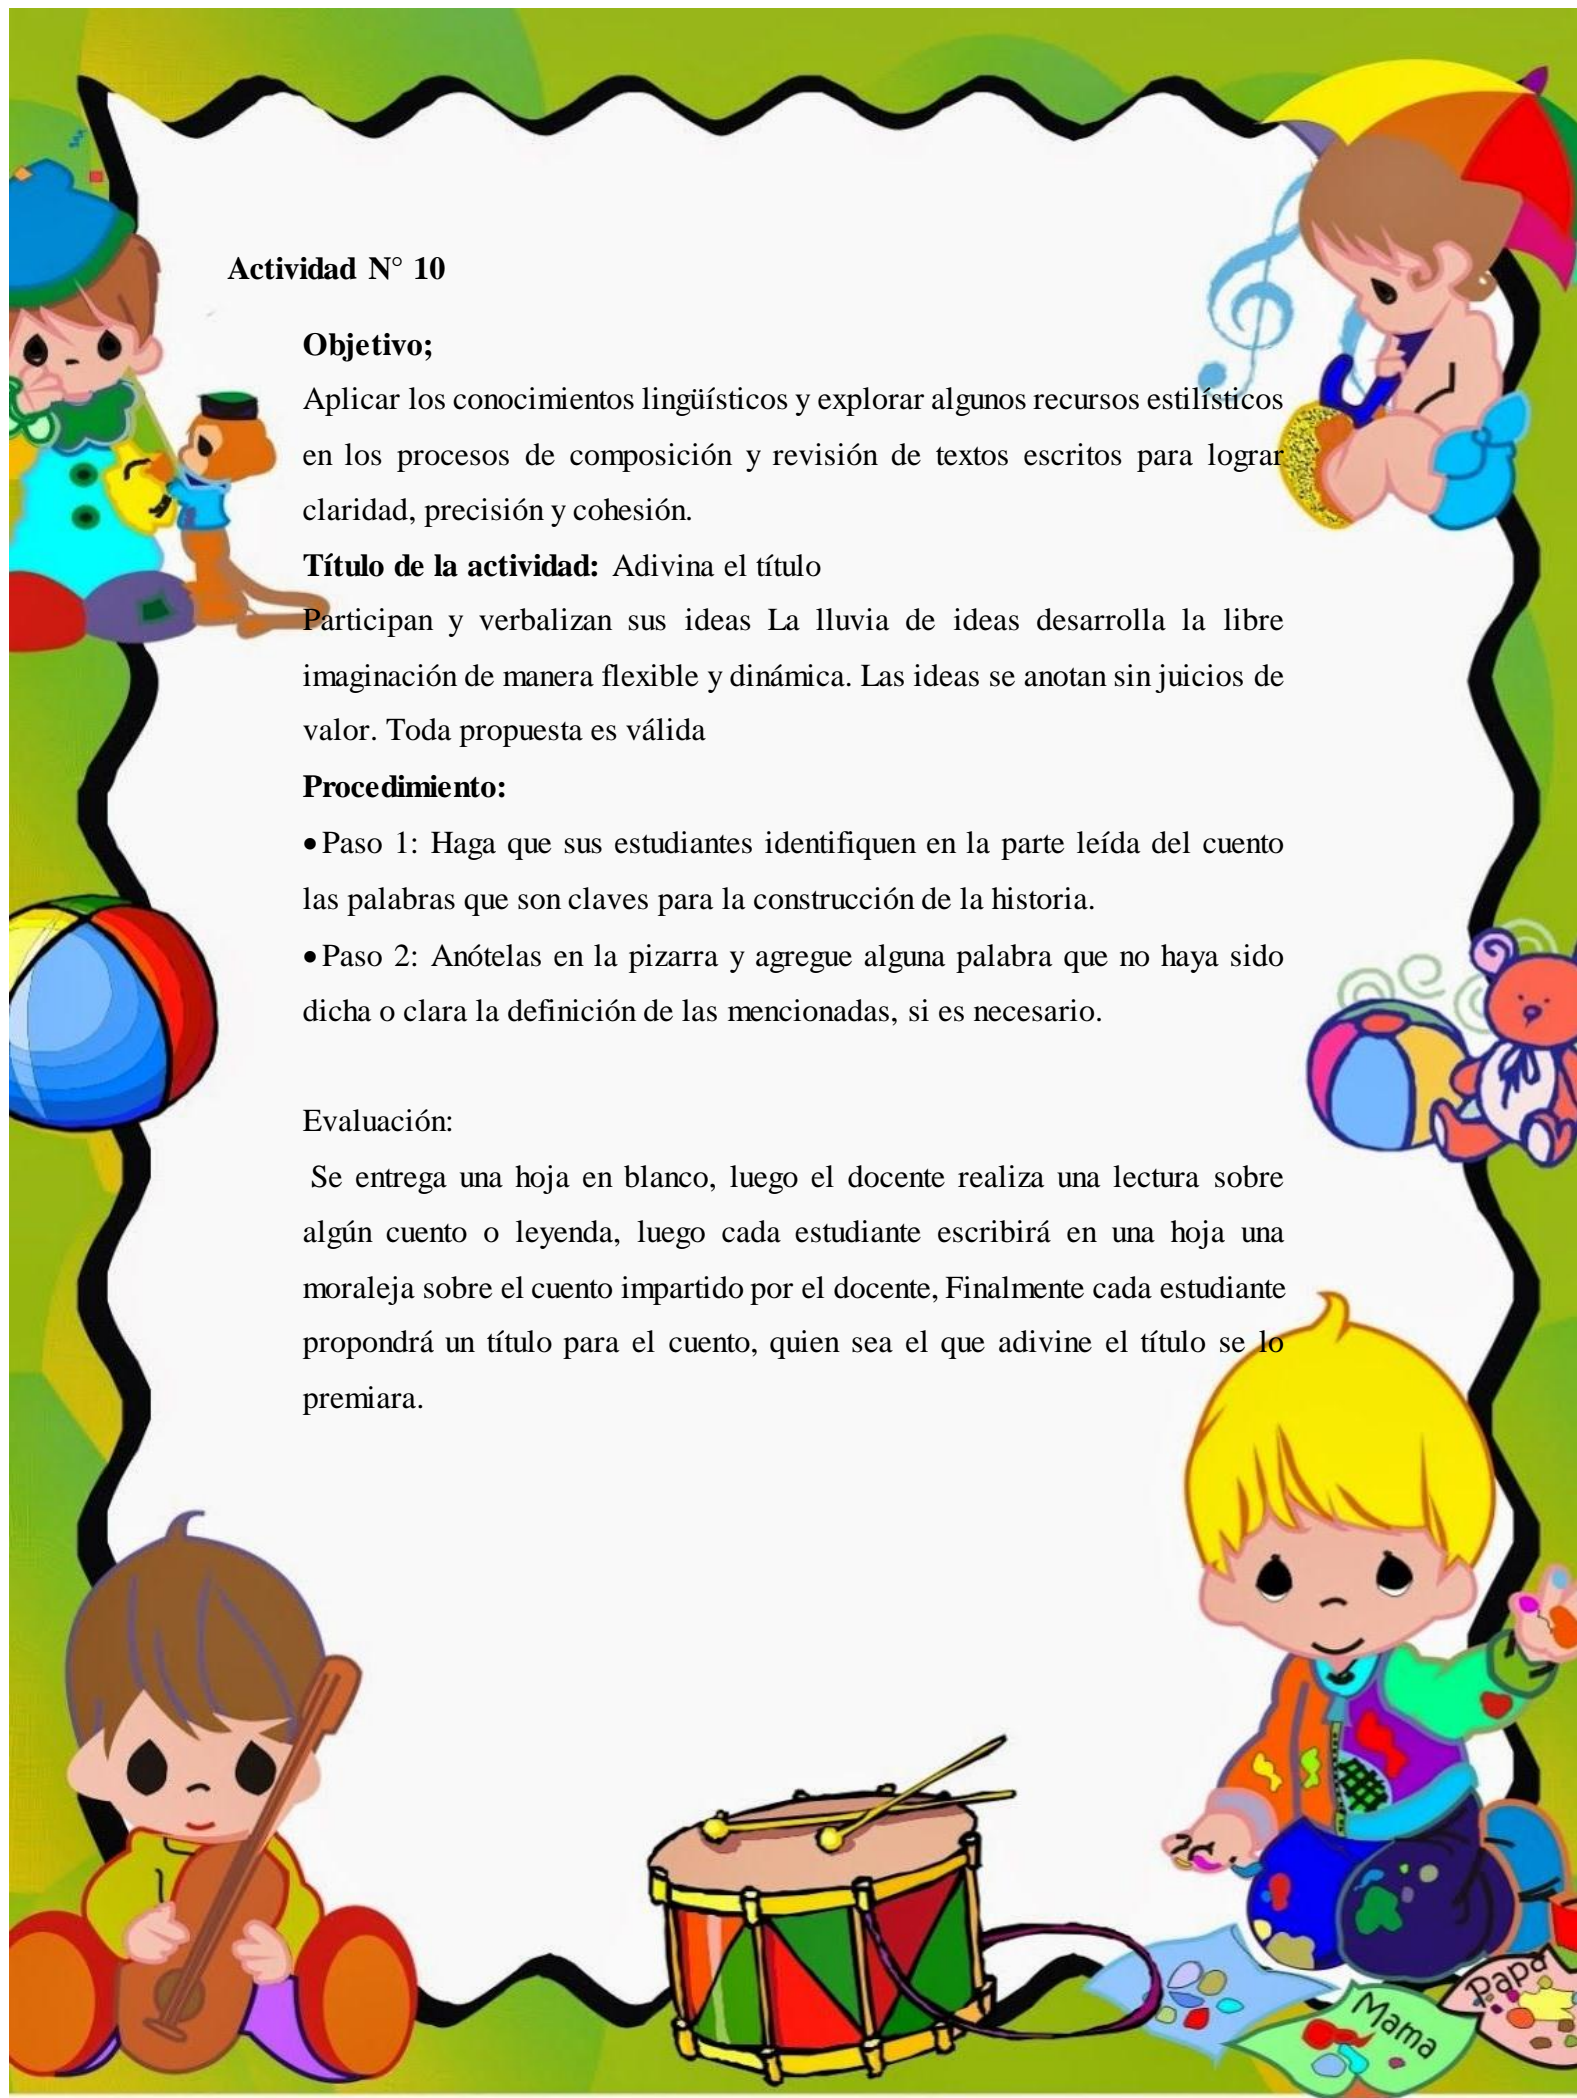 Actividad N° 10
Objetivo;
Aplicar los conocimientos lingüísticos y explorar algunos recursos estilísticos
en los procesos de composición y revisión de textos escritos para lograr
claridad, precisión y cohesión.
Título de la actividad: Adivina el título
Participan y verbalizan sus ideas La lluvia de ideas desarrolla la libre
imaginación de manera flexible y dinámica. Las ideas se anotan sin juicios de
valor. Toda propuesta es válida
Procedimiento:
• Paso 1: Haga que sus estudiantes identifiquen en la parte leída del cuento
las palabras que son claves para la construcción de la historia.
• Paso 2: Anótelas en la pizarra y agregue alguna palabra que no haya sido
dicha o clara la definición de las mencionadas, si es necesario.
Evaluación:
Se entrega una hoja en blanco, luego el docente realiza una lectura sobre
algún cuento o leyenda, luego cada estudiante escribirá en una hoja una
moraleja sobre el cuento impartido por el docente, Finalmente cada estudiante
propondrá un título para el cuento, quien sea el que adivine el título se lo
premiara.
Papa
Mama